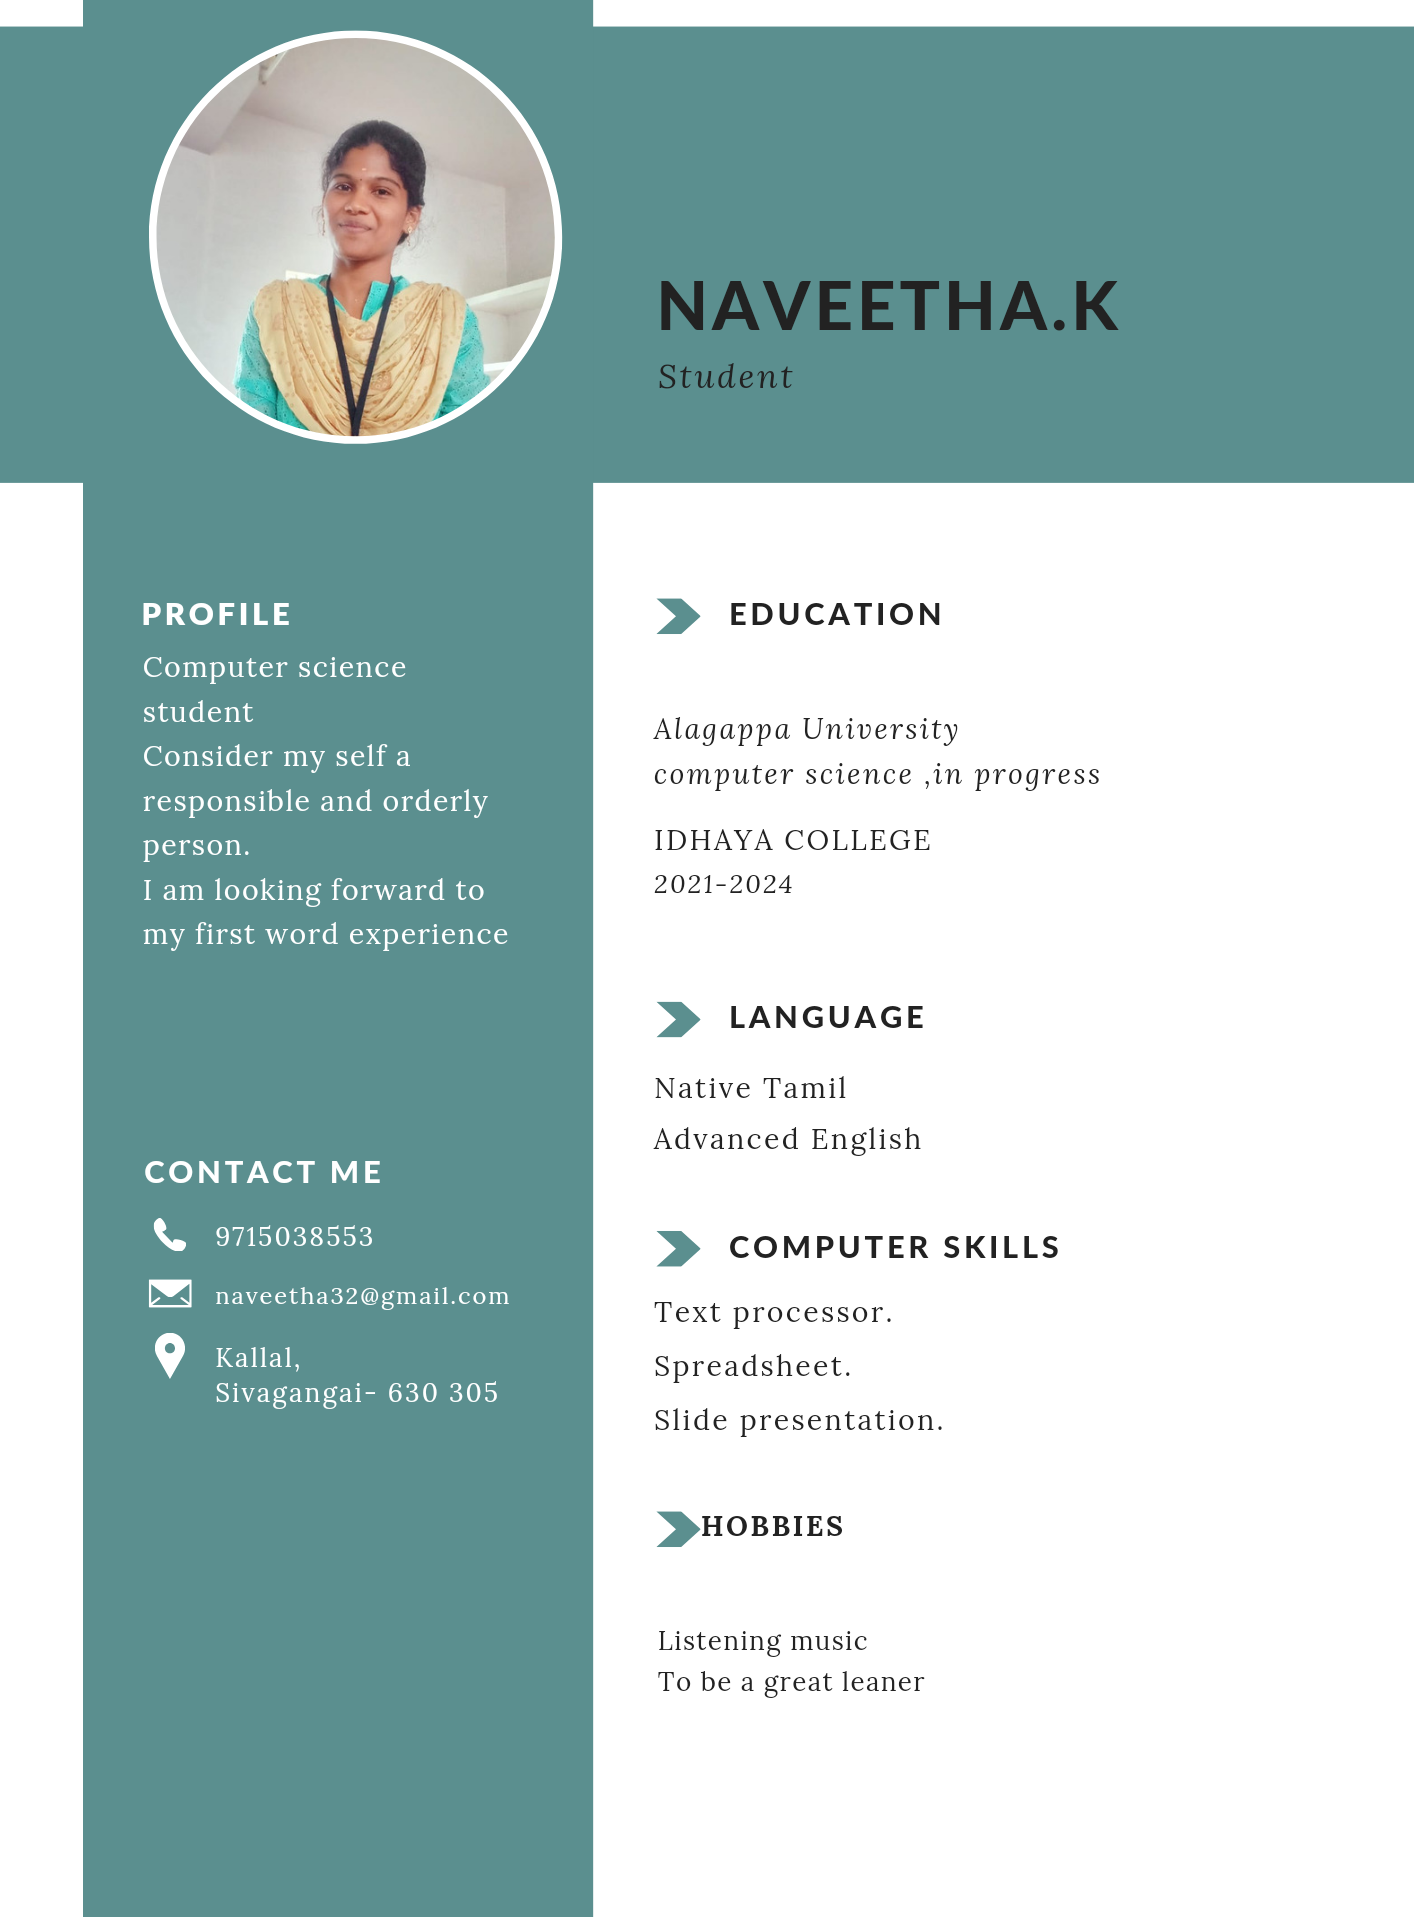 NAVEETHA.K
Student
PROFILE
Computer science
student
Consider my self a
responsible and orderly
person.
I am looking forward to
my first word experience
CONTACT ME
9715038553
naveetha32@gmail.com
Kallal,
Sivagangai- 630 305
EDUCATION
Alagappa University
computer science ,in progress
IDHAYA COLLEGE
2021-2024
LANGUAGE
Native Tamil
Advanced English
COMPUTER SKILLS
Text processor.
Spreadsheet.
Slide presentation.
HOBBIES
Listening music
To be a great leaner